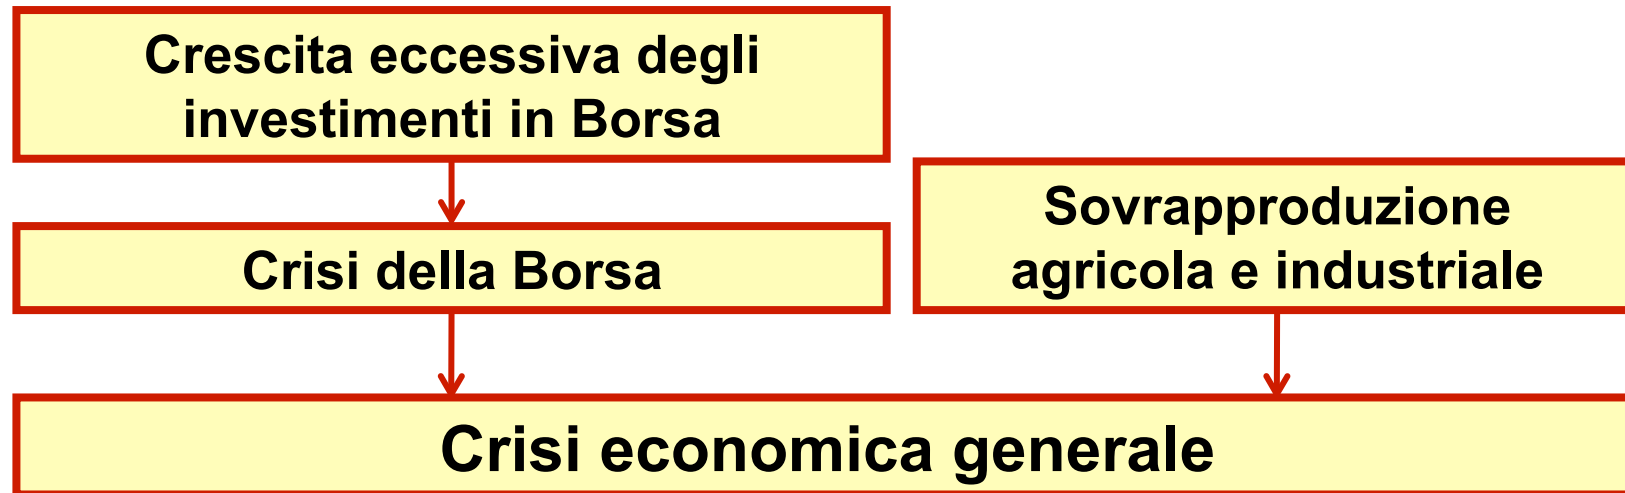 Crescita eccessiva degli
investimenti in Borsa
Crisi della Borsa
Sovrapproduzione
agricola e industriale
Crisi economica generale